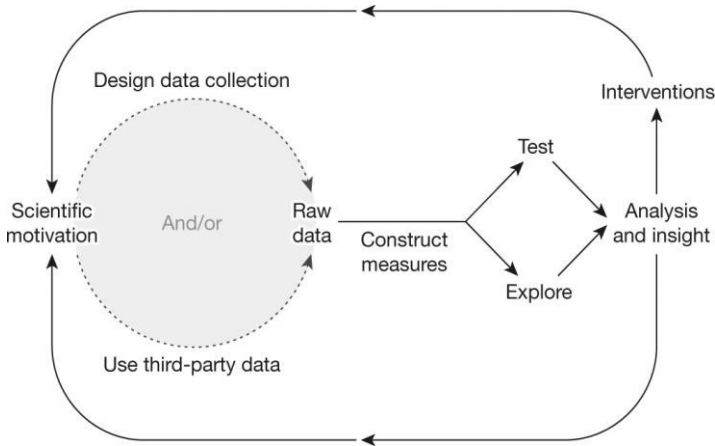 Design data collection
Interventions
Test
Scientific
motivation
And/or
Raw
data
Construct
measures
Analysis
and insight
Explore
Use third-party data